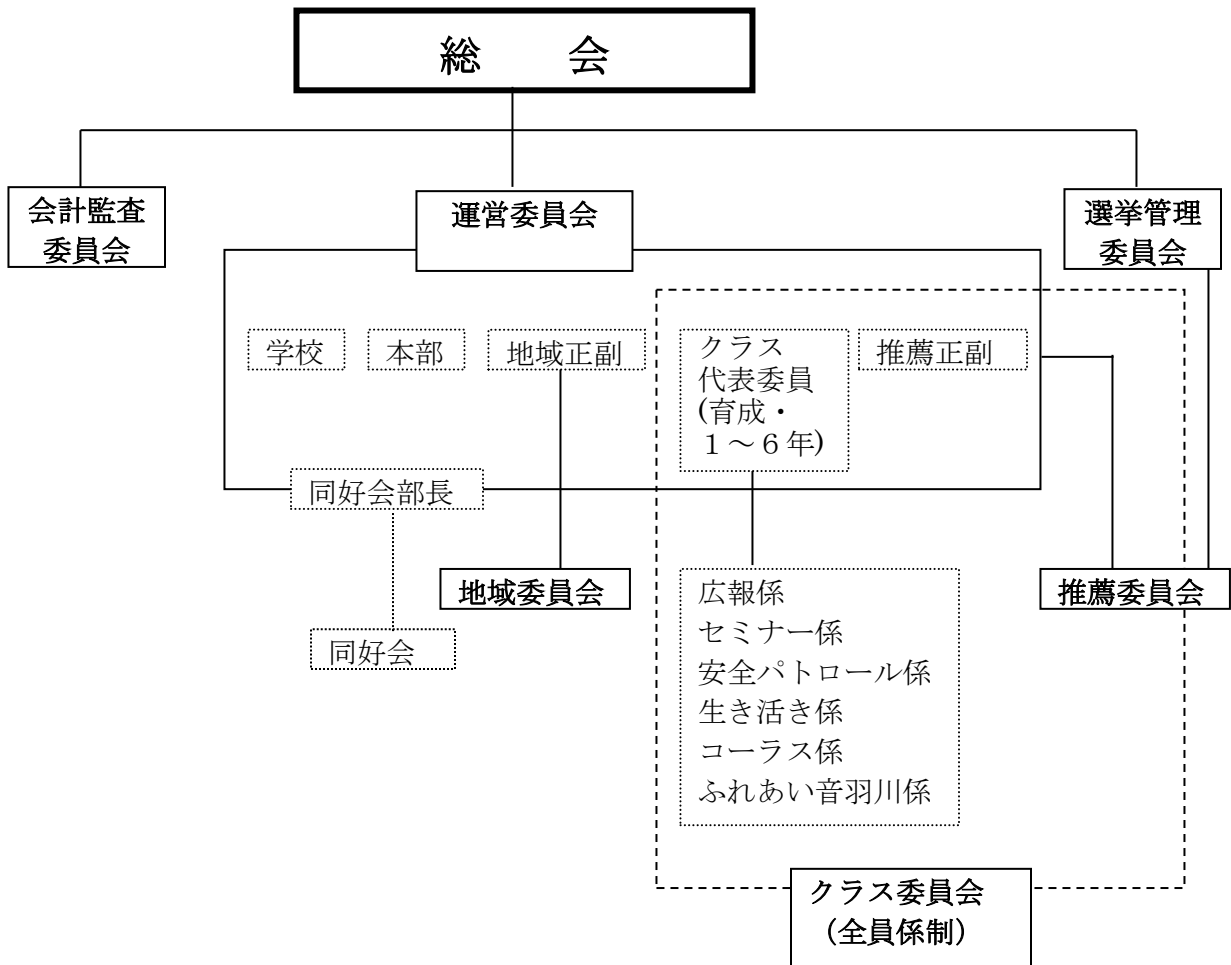 総　会
会計監査
委員会
運営委員会
選挙管理
委員会
学校
本部
地域正副
クラス
代表委員
(育成・
１～６年)
推薦正副
同好会部長
地域委員会
推薦委員会
同好会
広報係
セミナー係
安全パトロール係
生き活き係
コーラス係
ふれあい音羽川係
クラス委員会
（全員係制）